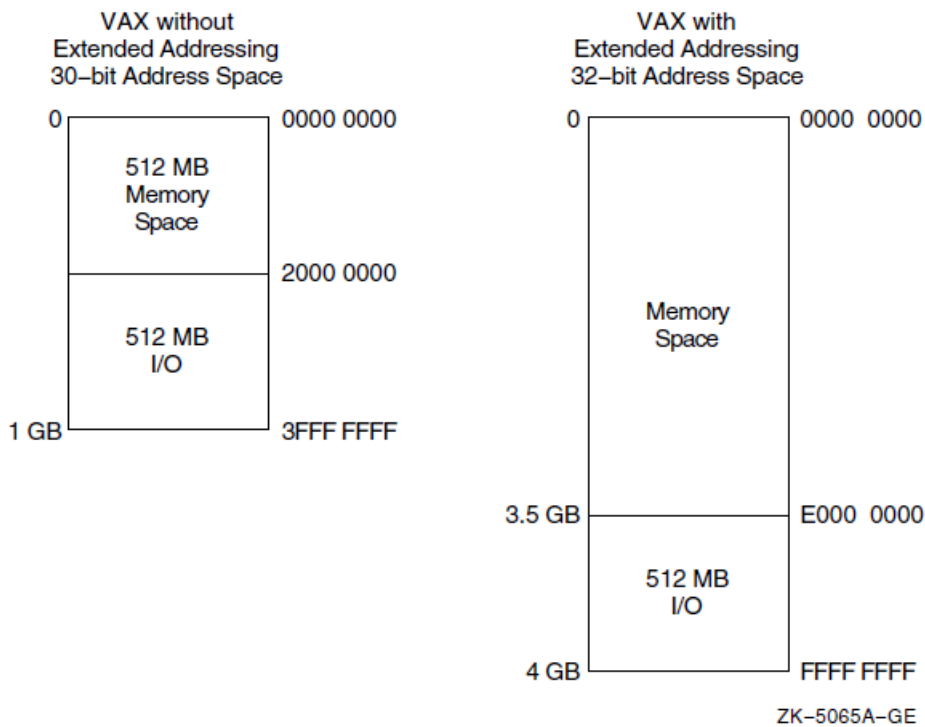 VAX without
Extended Addressing
30–bit Address Space
0
0000 0000
512 MB
Memory
Space
2000 0000
512 MB
I/O
1 GB
3FFF FFFF
VAX with
Extended Addressing
32–bit Address Space
0
0000 0000
Memory
Space
3.5 GB
E000 0000
512 MB
I/O
4 GB
FFFF FFFF
ZK–5065A–GE